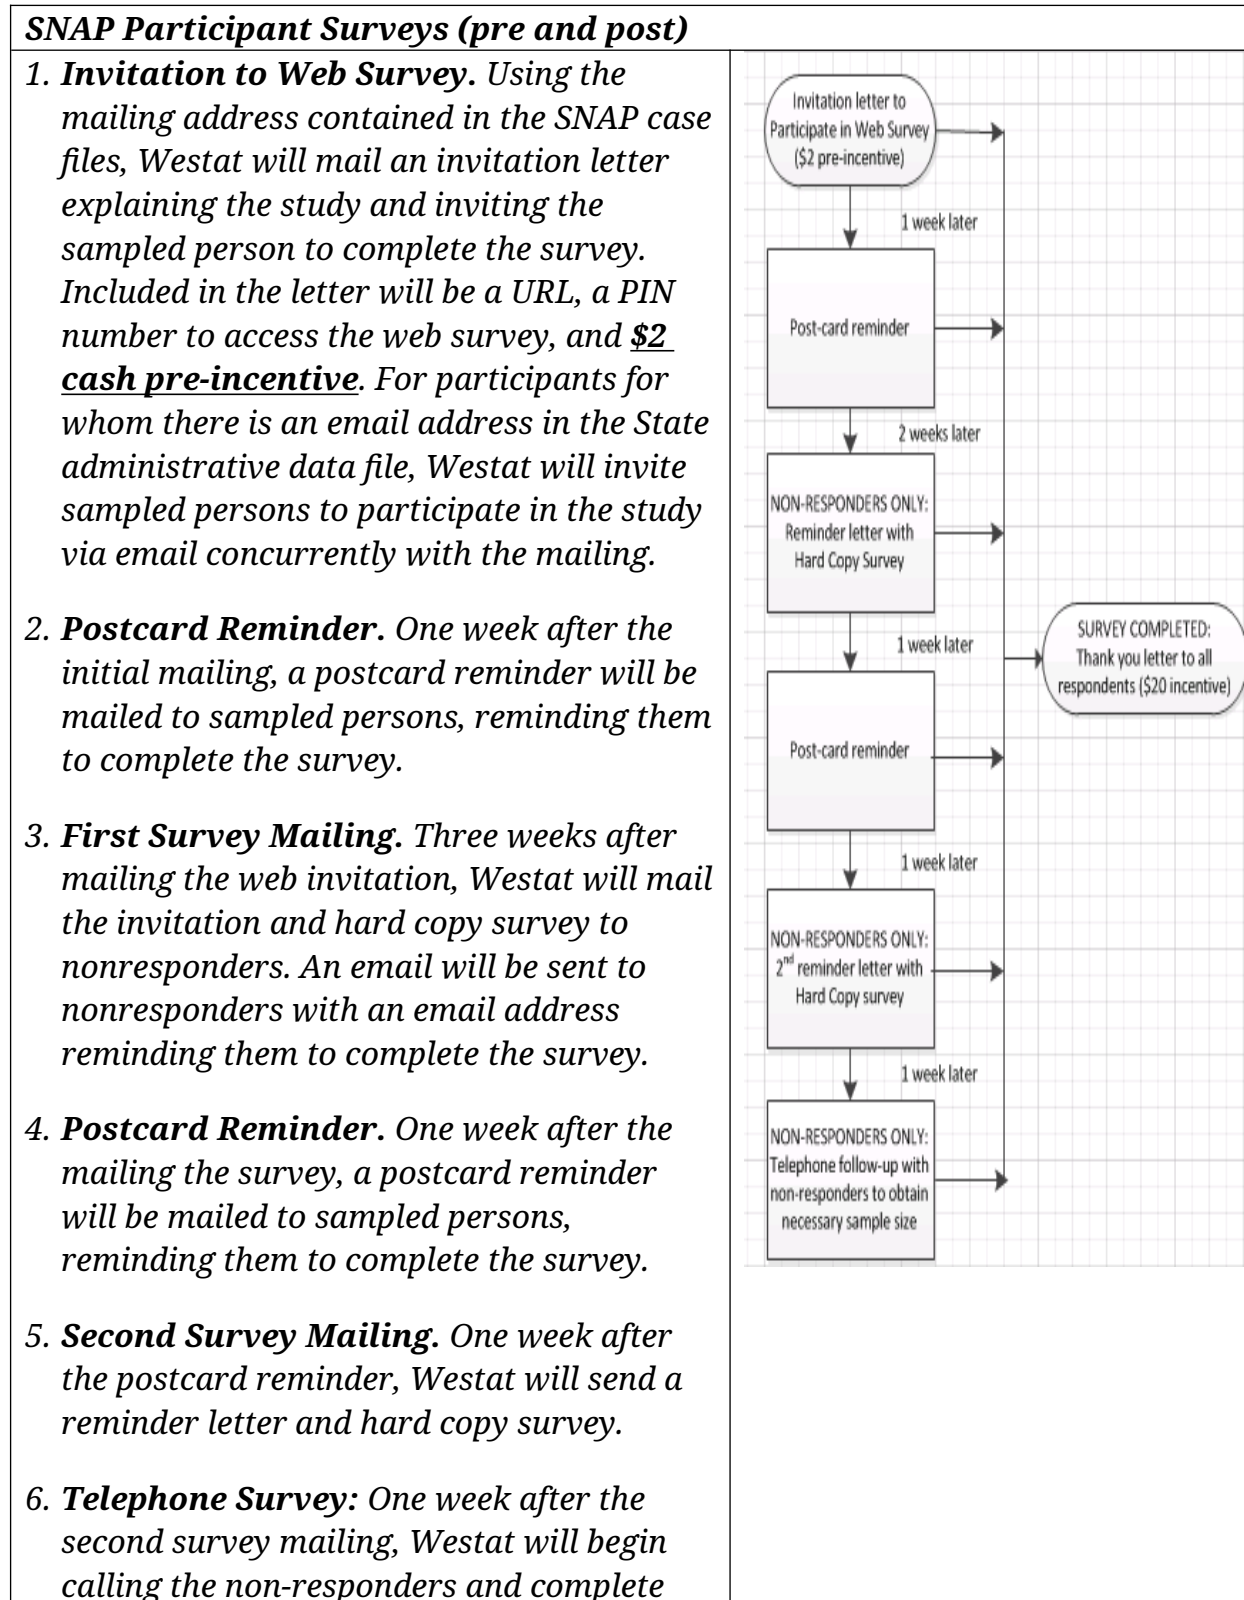 SNAP Participant Surveys (pre and post)
1. Invitation to Web Survey. Using the
mailing address contained in the SNAP case
files, Westat will mail an invitation letter
explaining the study and inviting the
sampled person to complete the survey.
Included in the letter will be a URL, a PIN
number to access the web survey, and $2
cash pre-incentive. For participants for
whom there is an email address in the State
administrative data file, Westat will invite
sampled persons to participate in the study
via email concurrently with the mailing.
2. Postcard Reminder. One week after the
initial mailing, a postcard reminder will be
mailed to sampled persons, reminding them
to complete the survey.
3. First Survey Mailing. Three weeks after
mailing the web invitation, Westat will mail
the invitation and hard copy survey to
nonresponders. An email will be sent to
nonresponders with an email address
reminding them to complete the survey.
4. Postcard Reminder. One week after the
mailing the survey, a postcard reminder
will be mailed to sampled persons,
reminding them to complete the survey.
5. Second Survey Mailing. One week after
the postcard reminder, Westat will send a
reminder letter and hard copy survey.
6. Telephone Survey: One week after the
second survey mailing, Westat will begin
calling the non-responders and complete
Invitation letter to
Participate in Web Survey
($2 pre-incentive)
1 week later
Post-card reminder
2 weeks later
NON-RESPONDERS ONLY:
Reminder letter with
Hard Copy Survey
1 week later
SURVEY COMPLETED:
Thank you letter to all
respondents ($20 incentive)
Post-card reminder
1 week later
NON-RESPONDERS ONLY:
2nd reminder letter with
Hard Copy survey
1 week later
NON-RESPONDERS ONLY:
Telephone follow-up with
non-responders to obtain
necessary sample size